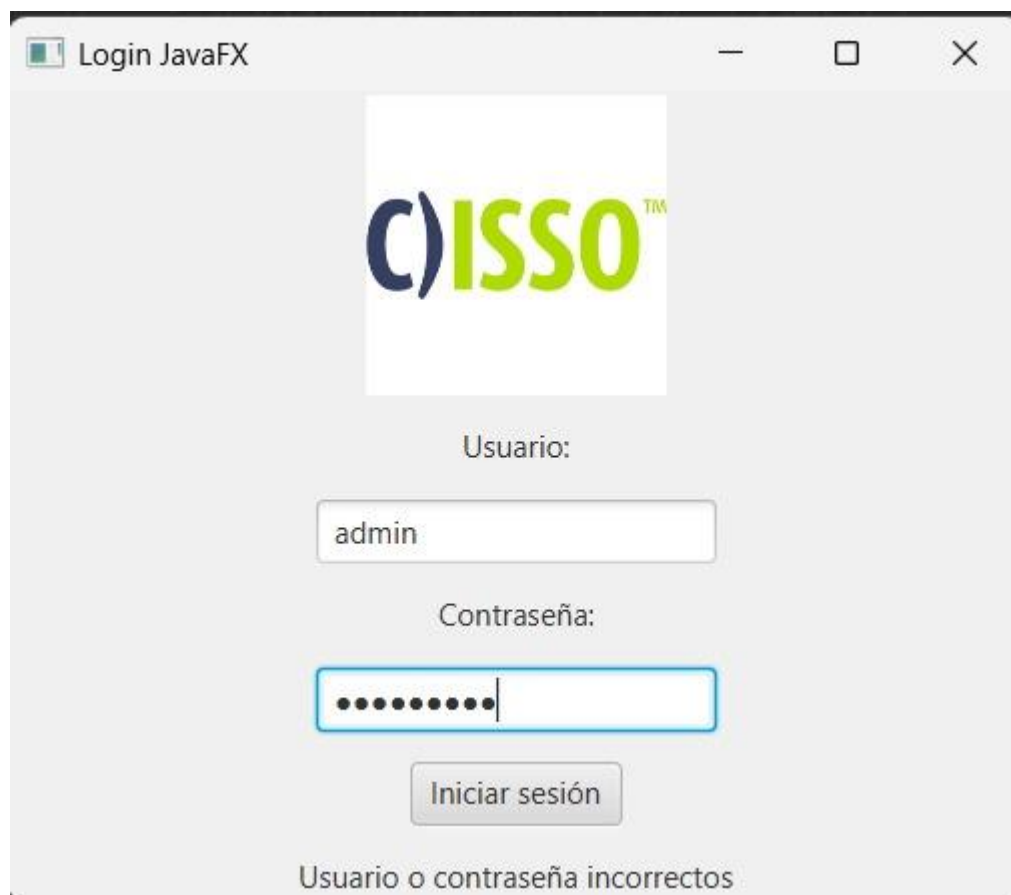 Login JavaFX
C)ISSO™
Usuario:
admin
Contraseña:
•••••••••
Iniciar sesión
Usuario o contraseña incorrectos